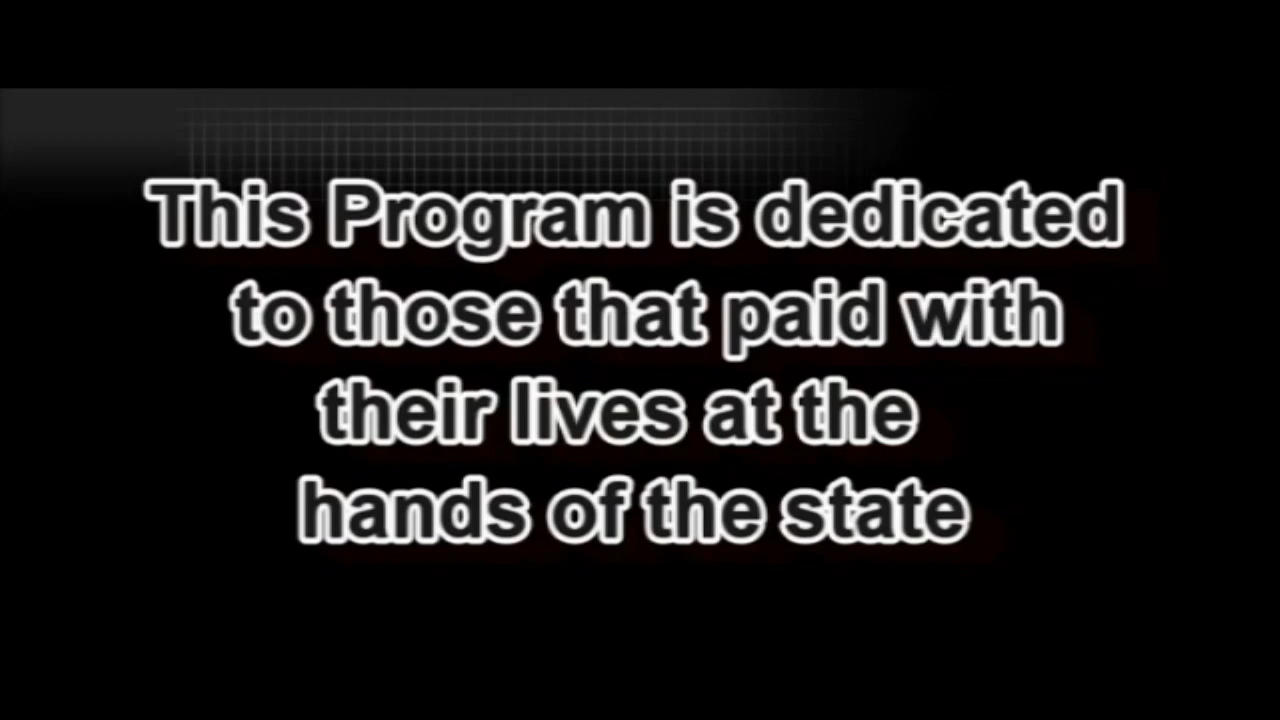 This Program is dedicated
to those that paid with
their lives at the
hands of the state